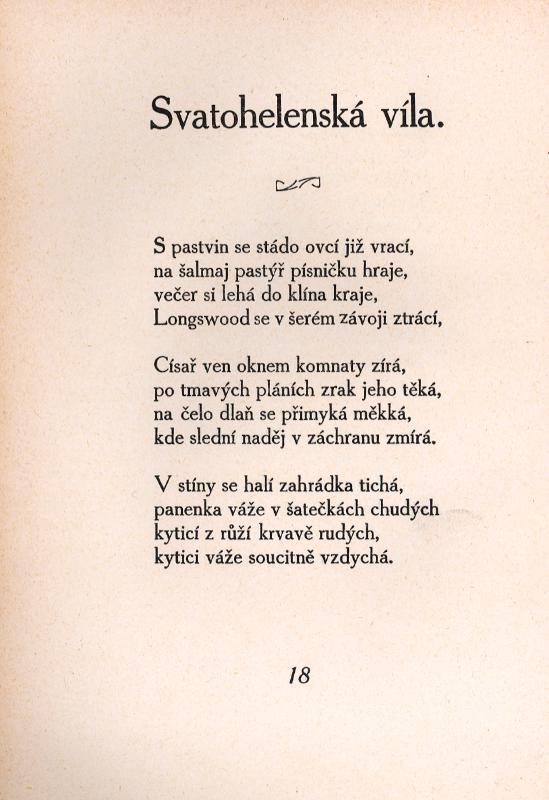 Svatohelenská víla.
S pastvin se stádo ovcí již vrací,
na šalmaj pastýř písničku hraje,
večer si lehá do klína kraje,
Longswood se v šerém závoji ztrácí,
Císař ven oknem komnaty zírá,
po tmavých pláních zrak jeho těká,
na čelo dlaň se přimyká měkká,
kde slední naděj v záchranu zmírá.
V stíny se halí zahrádka tichá,
panenka váže v šatečkách chudých
kyticí z růží krvavě rudých,
kytici váže soucitně vzdychá.
18